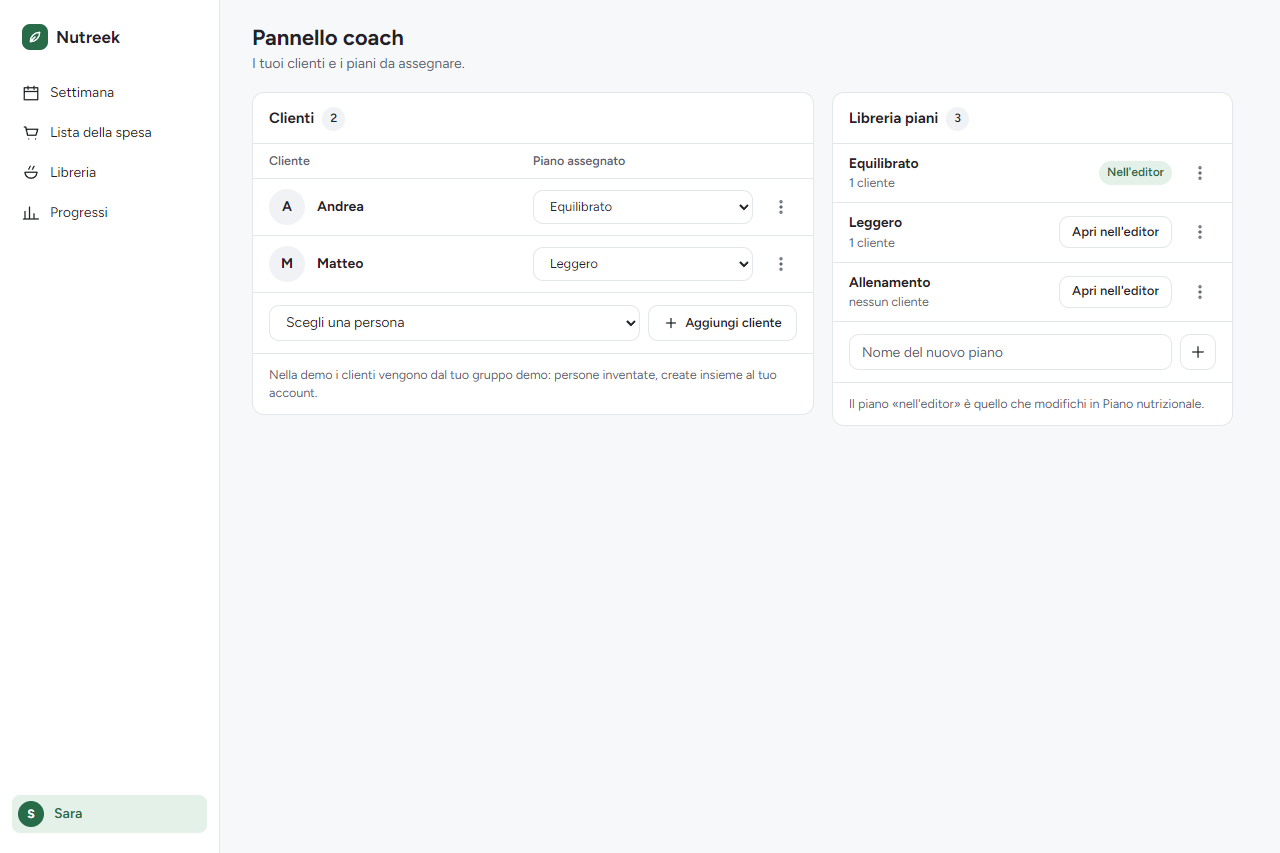 Nutreek
Settimana
Lista della spesa
Libreria
Progressi
S Sara
Pannello coach
I tuoi clienti e i piani da assegnare.
Clienti 2
Cliente Piano assegnato
A Andrea Equilibrato
M Matteo Leggero
Scegli una persona Aggiungi cliente
Nella demo i clienti vengono dal tuo gruppo demo: persone inventate, create insieme al tuo
account.
Libreria piani 3
Equilibrato
1 cliente
Nell'editor
Leggero
1 cliente
Apri nell'editor
Allenamento
nessun cliente
Apri nell'editor
Nome del nuovo piano
Il piano «nell'editor» è quello che modifichi in Piano nutrizionale.